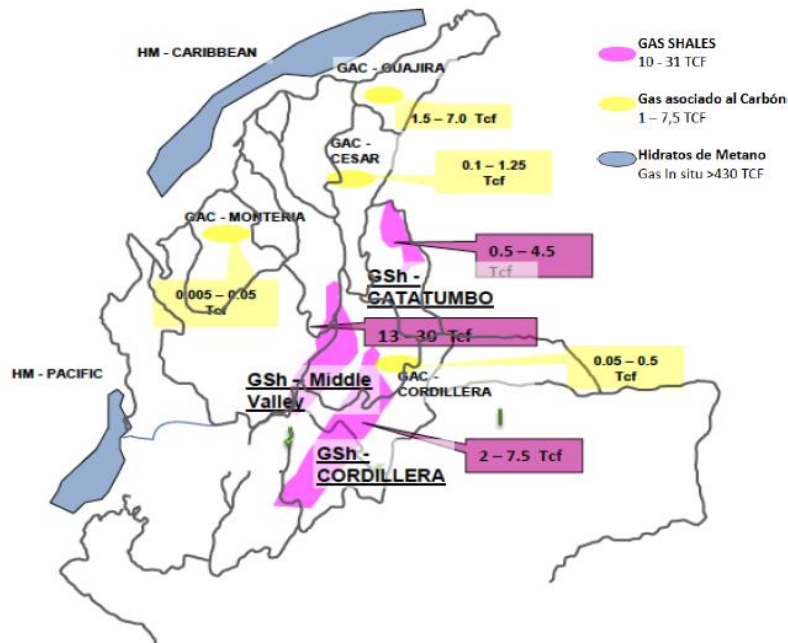 HM - CARIBBEAN
GAC - GUAJIRA
1.5 – 7.0 Tcf
GAC -
CESAR
0.1 – 1.25
Tcf
GAC - MONTERIA
0.005 – 0.05
Tcf
0.5 – 4.5
Tcf
GSh -
CATATUMBO
13 - 30 Tcf
HM - PACIFIC
GSh - Middle
Valley
GAC -
CORDILLERA
0.05 – 0.5
Tcf
GSh -
CORDILLERA
2 – 7.5 Tcf
GAS SHALES
10 - 31 TCF
Gas asociado al Carbón
1 – 7,5 TCF
Hidratos de Metano
Gas In situ >430 TCF